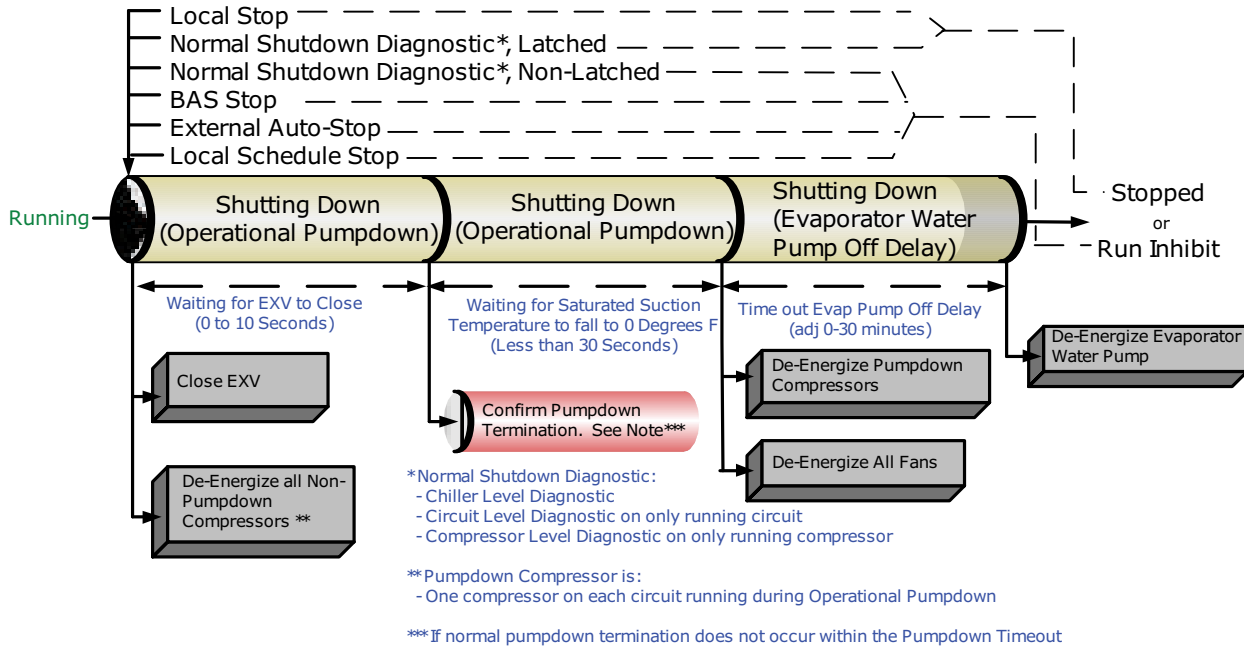 Local Stop
Normal Shutdown Diagnostic*, Latched
Normal Shutdown Diagnostic*, Non-Latched
BAS Stop
External Auto-Stop
Local Schedule Stop
Running
Shutting Down
(Operational Pumpdown)
Shutting Down
(Operational Pumpdown)
Shutting Down
(Evaporator Water
Pump Off Delay)
Stopped
or
Run Inhibit
Waiting for EXV to Close
(0 to 10 Seconds)
Waiting for Saturated Suction
Temperature to fall to 0 Degrees F
(Less than 30 Seconds)
Time out Evap Pump Off Delay
(adj 0-30 minutes)
De-Energize Evaporator
Water Pump
Close EXV
De-Energize all Non-
Pumpdown
Compressors **
Confirm Pumpdown
Termination. See Note***
De-Energize Pumpdown
Compressors
De-Energize All Fans
*Normal Shutdown Diagnostic:
- Chiller Level Diagnostic
- Circuit Level Diagnostic on only running circuit
- Compressor Level Diagnostic on only running compressor
**Pumpdown Compressor is:
- One compressor on each circuit running during Operational Pumpdown
***If normal pumpdown termination does not occur within the Pumpdown Timeout